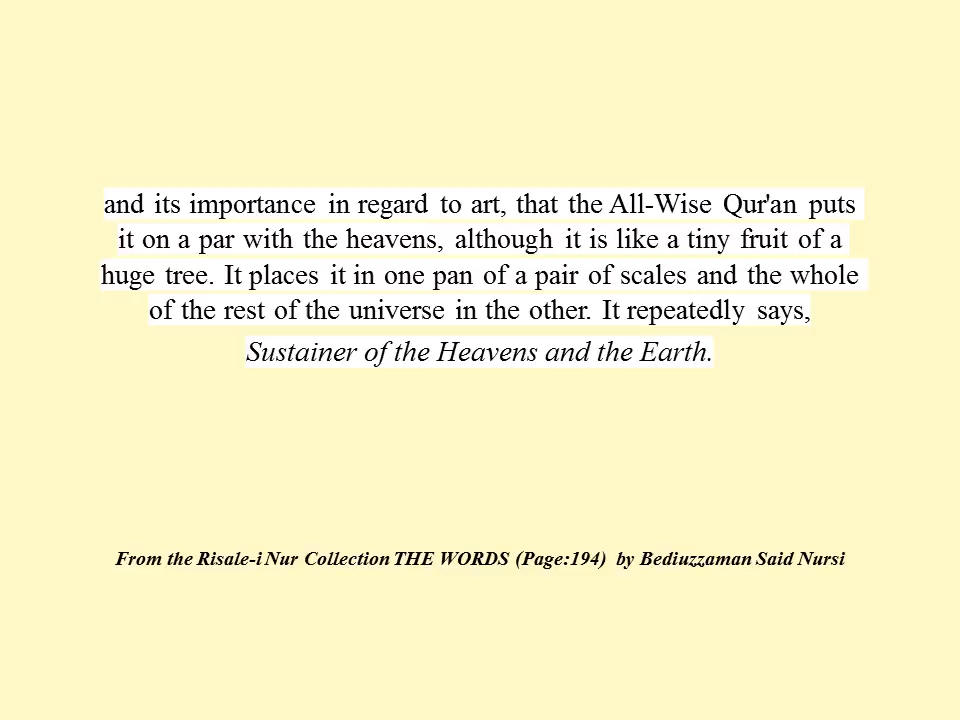 and its importance in regard to art, that the All-Wise Qur'an puts
it on a par with the heavens, although it is like a tiny fruit of a
huge tree. It places it in one pan of a pair of scales and the whole
of the rest of the universe in the other. It repeatedly says,
Sustainer of the Heavens and the Earth.
From the Risale-i Nur Collection THE WORDS (Page:194) by Bediuzzaman Said Nursi